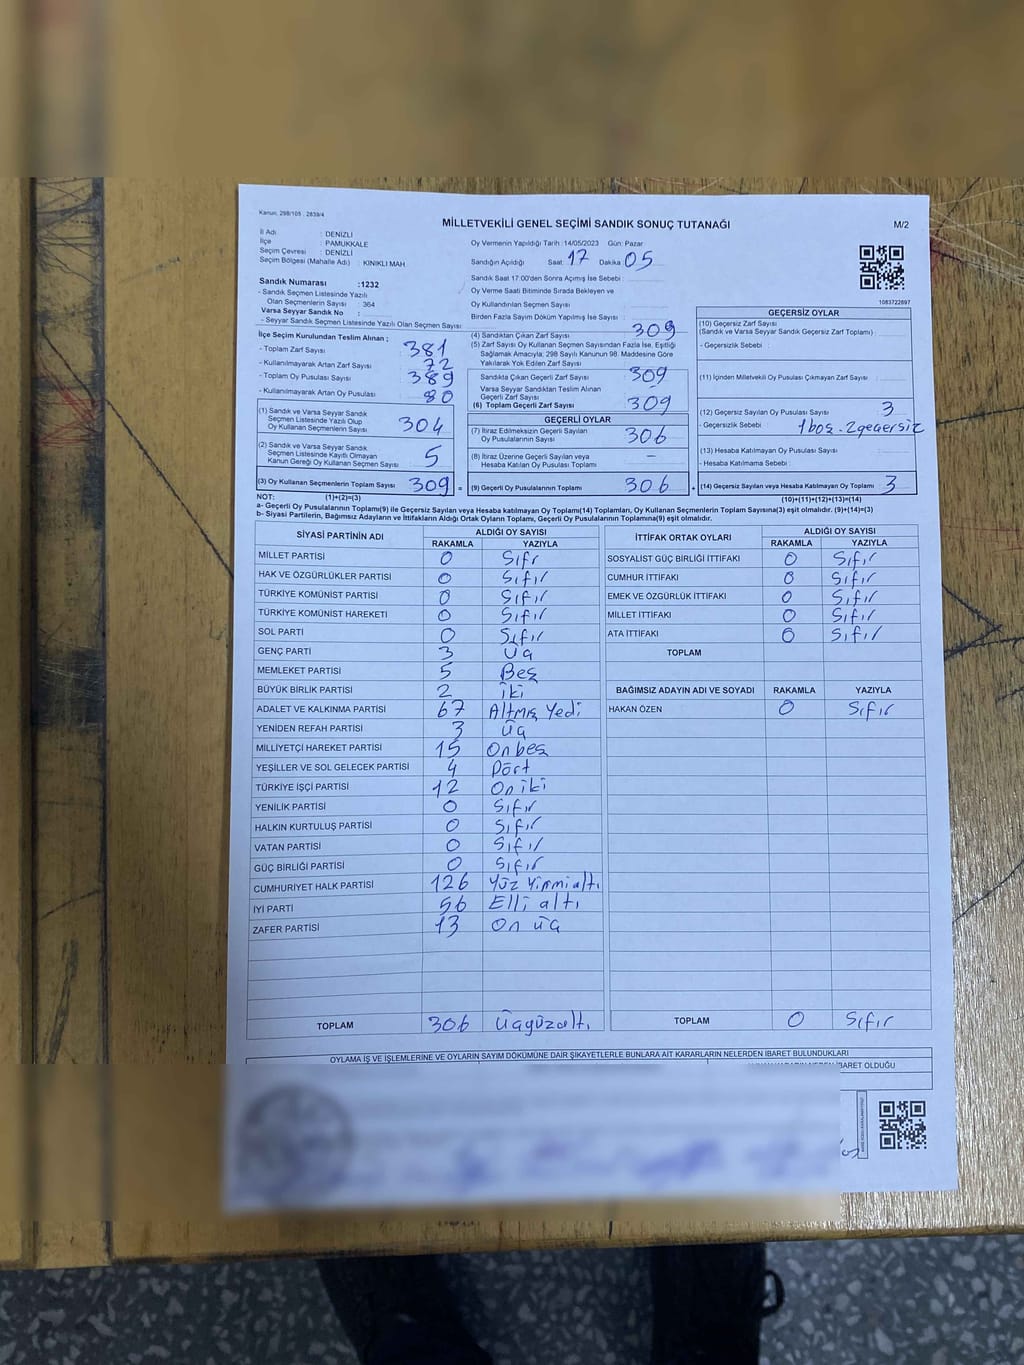 Kanun: 298/105 , 2839/4
MİLLETVEKİLİ GENEL SEÇİMİ SANDIK SONUÇ TUTANAĞI
M/2
İl Adı : DENİZLİ
İlçe : PAMUKKALE
Seçim Çevresi : DENİZLİ
Seçim Bölgesi (Mahalle Adı) : KINIKLI MAH
Sandık Numarası :1232
- Sandık Seçmen Listesinde Yazılı
Olan Seçmenlerin Sayısı : 364
Varsa Seyyar Sandık No :
- Seyyar Sandık Seçmen Listesinde Yazılı Olan Seçmen Sayısı
Oy Vermenin Yapıldığı Tarih :14/05/2023 Gün: Pazar
Sandığın Açıldığı Saat: 17 Dakika 05
Sandık Saat 17:00'den Sonra Açımış İse Sebebi :
Oy Verme Saati Bitiminde Sırada Bekleyen ve
Oy Kullandırılan Seçmen Sayısı :
Birden Fazla Sayım Dökümü Yapılmış İse Sayısı :
1083722897
İlçe Seçim Kurulundan Teslim Alınan ;
- Toplam Zarf Sayısı : 381
- Kullanılmayarak Artan Zarf Sayısı : 72
- Toplam Oy Pusulası Sayısı : 389
- Kullanılmayarak Artan Oy Pusulası : 80
(1) Sandık ve Varsa Seyyar Sandık
Seçmen Listesinde Yazılı Olup
Oy Kullanan Seçmenlerin Sayısı : 304
(2) Sandık ve Varsa Seyyar Sandık
Seçmen Listesinde Kayıtlı Olmayan
Kanun Gereği Oy Kullanan Seçmen Sayısı : 5
(3) Oy Kullanan Seçmenlerin Toplam Sayısı : 309 =
(4) Sandıktan Çıkan Zarf Sayısı : 309
(5) Zarf Sayısı Oy Kullanan Seçmen Sayısından Fazla İse, Eşitliği
Sağlamak Amacıyla; 298 Sayılı Kanunun 98. Maddesine Göre
Yakılarak Yok Edilen Zarf Sayısı :
Sandıkta Çıkan Geçerli Zarf Sayısı : 309
Varsa Seyyar Sandıktan Teslim Alınan
Geçerli Zarf Sayısı :
(6) Toplam Geçerli Zarf Sayısı : 309
GEÇERLİ OYLAR
(7) İtiraz Edilmeksizin Geçerli Sayılan
Oy Pusulalarının Sayısı : 306
(8) İtiraz Üzerine Geçerli Sayılan veya
Hesaba Katılan Oy Pusulası Toplamı : –
(9) Geçerli Oy Pusulalarının Toplamı : 306 +
GEÇERSİZ OYLAR
(10) Geçersiz Zarf Sayısı
(Sandık ve Varsa Seyyar Sandık Geçersiz Zarf Toplamı) :
- Geçersizlik Sebebi :
(11) İçinden Milletvekili Oy Pusulası Çıkmayan Zarf Sayısı :
(12) Geçersiz Sayılan Oy Pusulası Sayısı : 3
- Geçersizlik Sebebi : 1 boş - 2 geçersiz
(13) Hesaba Katılmayan Oy Pusulası Sayısı :
- Hesaba Katılmama Sebebi :
(14) Geçersiz Sayılan veya Hesaba Katılmayan Oy Toplamı : 3
NOT: (1)+(2)=(3)
(10)+(11)+(12)+(13)=(14)
a- Geçerli Oy Pusulalarının Toplamı(9) ile Geçersiz Sayılan veya Hesaba katılmayan Oy Toplamı(14) Toplamları, Oy Kullanan Seçmenlerin Toplam Sayısına(3) eşit olmalıdır. (9)+(14)=(3)
b- Siyasi Partilerin, Bağımsız Adayların ve İttifakların Aldığı Ortak Oyların Toplamı, Geçerli Oy Pusulalarının Toplamına(9) eşit olmalıdır.
SİYASİ PARTİNİN ADI ALDIĞI OY SAYISI
RAKAMLA YAZIYLA
MİLLET PARTİSİ 0 Sıfır
HAK VE ÖZGÜRLÜKLER PARTİSİ 0 Sıfır
TÜRKİYE KOMÜNİST PARTİSİ 0 Sıfır
TÜRKİYE KOMÜNİST HAREKETİ 0 Sıfır
SOL PARTİ 0 Sıfır
GENÇ PARTİ 3 Üç
MEMLEKET PARTİSİ 5 Beş
BÜYÜK BİRLİK PARTİSİ 2 İki
ADALET VE KALKINMA PARTİSİ 67 Altmış Yedi
YENİDEN REFAH PARTİSİ 3 Üç
MİLLİYETÇİ HAREKET PARTİSİ 15 Onbeş
YEŞİLLER VE SOL GELECEK PARTİSİ 4 Dört
TÜRKİYE İŞÇİ PARTİSİ 12 On iki
YENİLİK PARTİSİ 0 Sıfır
HALKIN KURTULUŞ PARTİSİ 0 Sıfır
VATAN PARTİSİ 0 Sıfır
GÜÇ BİRLİĞİ PARTİSİ 0 Sıfır
CUMHURİYET HALK PARTİSİ 126 Yüz Yirmi altı
İYİ PARTİ 56 Elli altı
ZAFER PARTİSİ 13 On üç
TOPLAM 306 Üçyüzaltı
İTTİFAK ORTAK OYLARI ALDIĞI OY SAYISI
RAKAMLA YAZIYLA
SOSYALİST GÜÇ BİRLİĞİ İTTİFAKI 0 Sıfır
CUMHUR İTTİFAKI 0 Sıfır
EMEK VE ÖZGÜRLÜK İTTİFAKI 0 Sıfır
MİLLET İTTİFAKI 0 Sıfır
ATA İTTİFAKI 0 Sıfır
TOPLAM
BAĞIMSIZ ADAYIN ADI VE SOYADI RAKAMLA YAZIYLA
HAKAN ÖZEN 0 Sıfır
TOPLAM 0 Sıfır
OYLAMA İŞ VE İŞLEMLERİNE VE OYLARIN SAYIM DÖKÜMÜNE DAİR ŞİKAYETLERLE BUNLARA AİT KARARLARIN NELERDEN İBARET BULUNDUKLARI
İBARET OLDUĞU